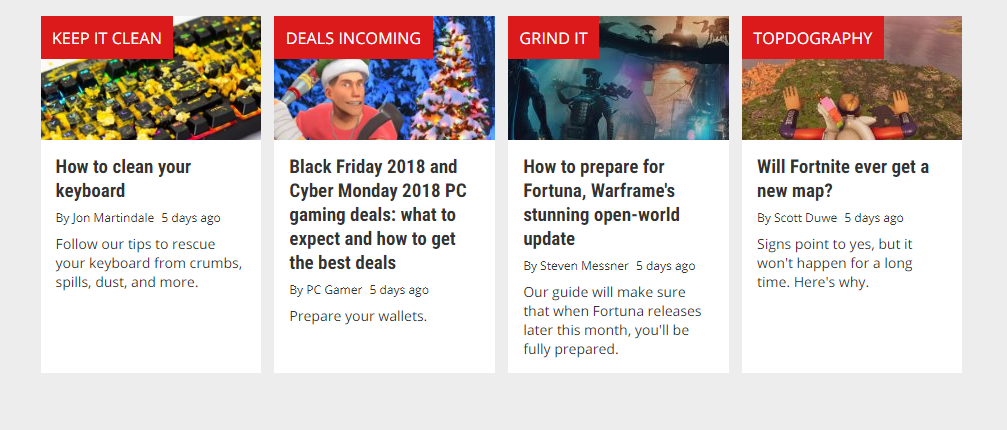 KEEP IT CLEAN
How to clean your
keyboard
By Jon Martindale 5 days ago
Follow our tips to rescue
your keyboard from crumbs,
spills, dust, and more.
DEALS INCOMING
Black Friday 2018 and
Cyber Monday 2018 PC
gaming deals: what to
expect and how to get
the best deals
By PC Gamer 5 days ago
Prepare your wallets.
GRIND IT
How to prepare for
Fortuna, Warframe's
stunning open-world
update
By Steven Messner 5 days ago
Our guide will make sure
that when Fortuna releases
later this month, you'll be
fully prepared.
TOPDOGRAPHY
Will Fortnite ever get a
new map?
By Scott Duwe 5 days ago
Signs point to yes, but it
won't happen for a long
time. Here's why.